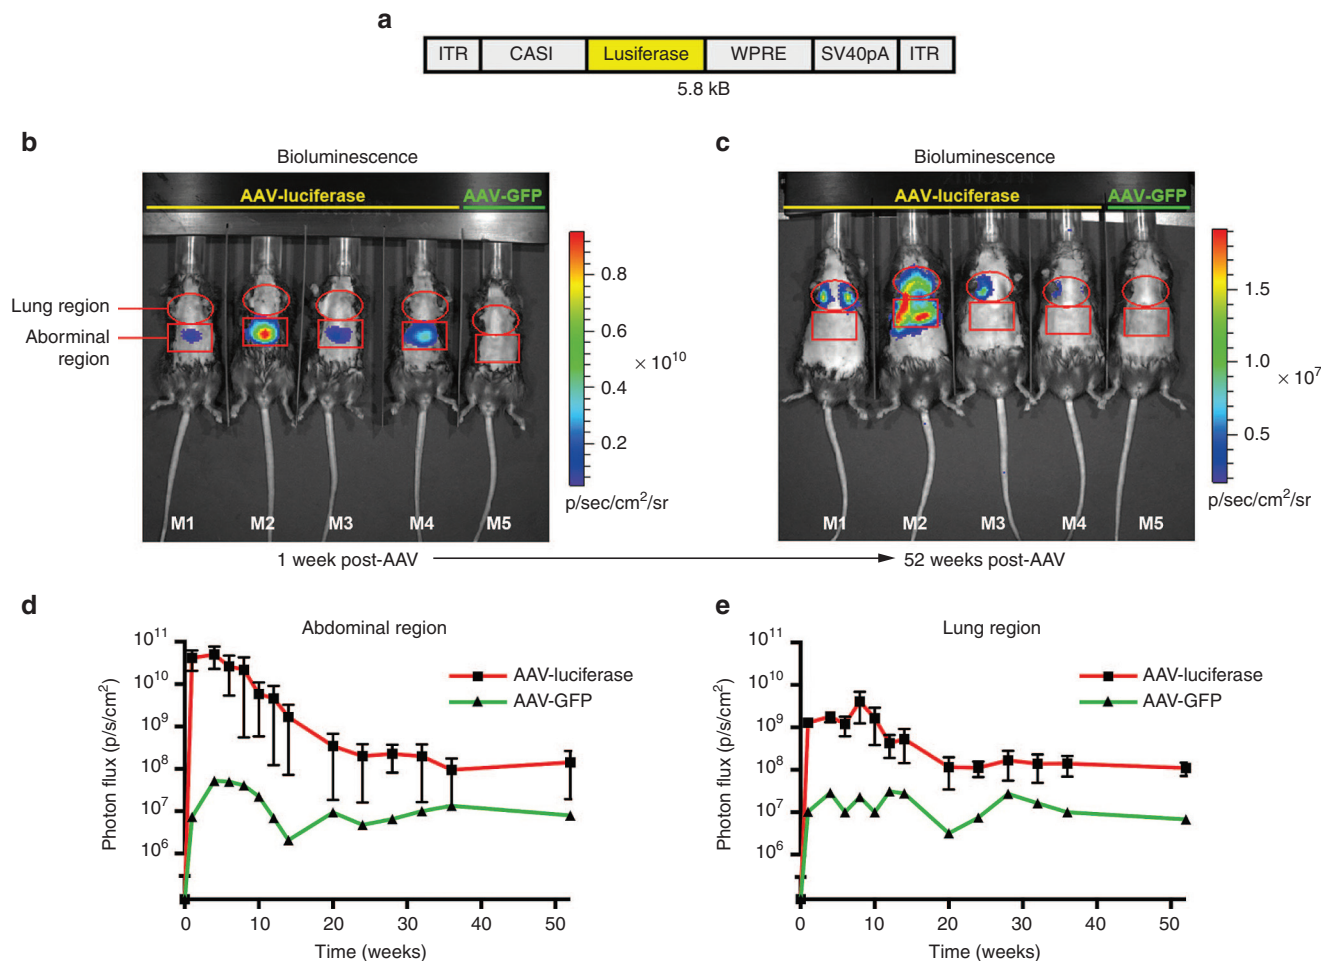 a
ITR CASI Lusiferase WPRE SV40pA ITR
5.8 kB
b
Bioluminescence
AAV-luciferase AAV-GFP
Lung region
Aborminal
region
0.8
0.6
0.4
0.2
× 10¹⁰
p/sec/cm²/sr
M1 M2 M3 M4 M5
1 week post-AAV
c
Bioluminescence
AAV-luciferase AAV-GFP
1.5
1.0
0.5
× 10⁷
p/sec/cm²/sr
M1 M2 M3 M4 M5
52 weeks post-AAV
d
Abdominal region
Photon flux (p/s/cm²)
10¹¹
10¹⁰
10⁹
10⁸
10⁷
10⁶
AAV-luciferase
AAV-GFP
0 10 20 30 40 50
Time (weeks)
e
Lung region
Photon flux (p/s/cm²)
10¹¹
10¹⁰
10⁹
10⁸
10⁷
10⁶
AAV-luciferase
AAV-GFP
0 10 20 30 40 50
Time (weeks)